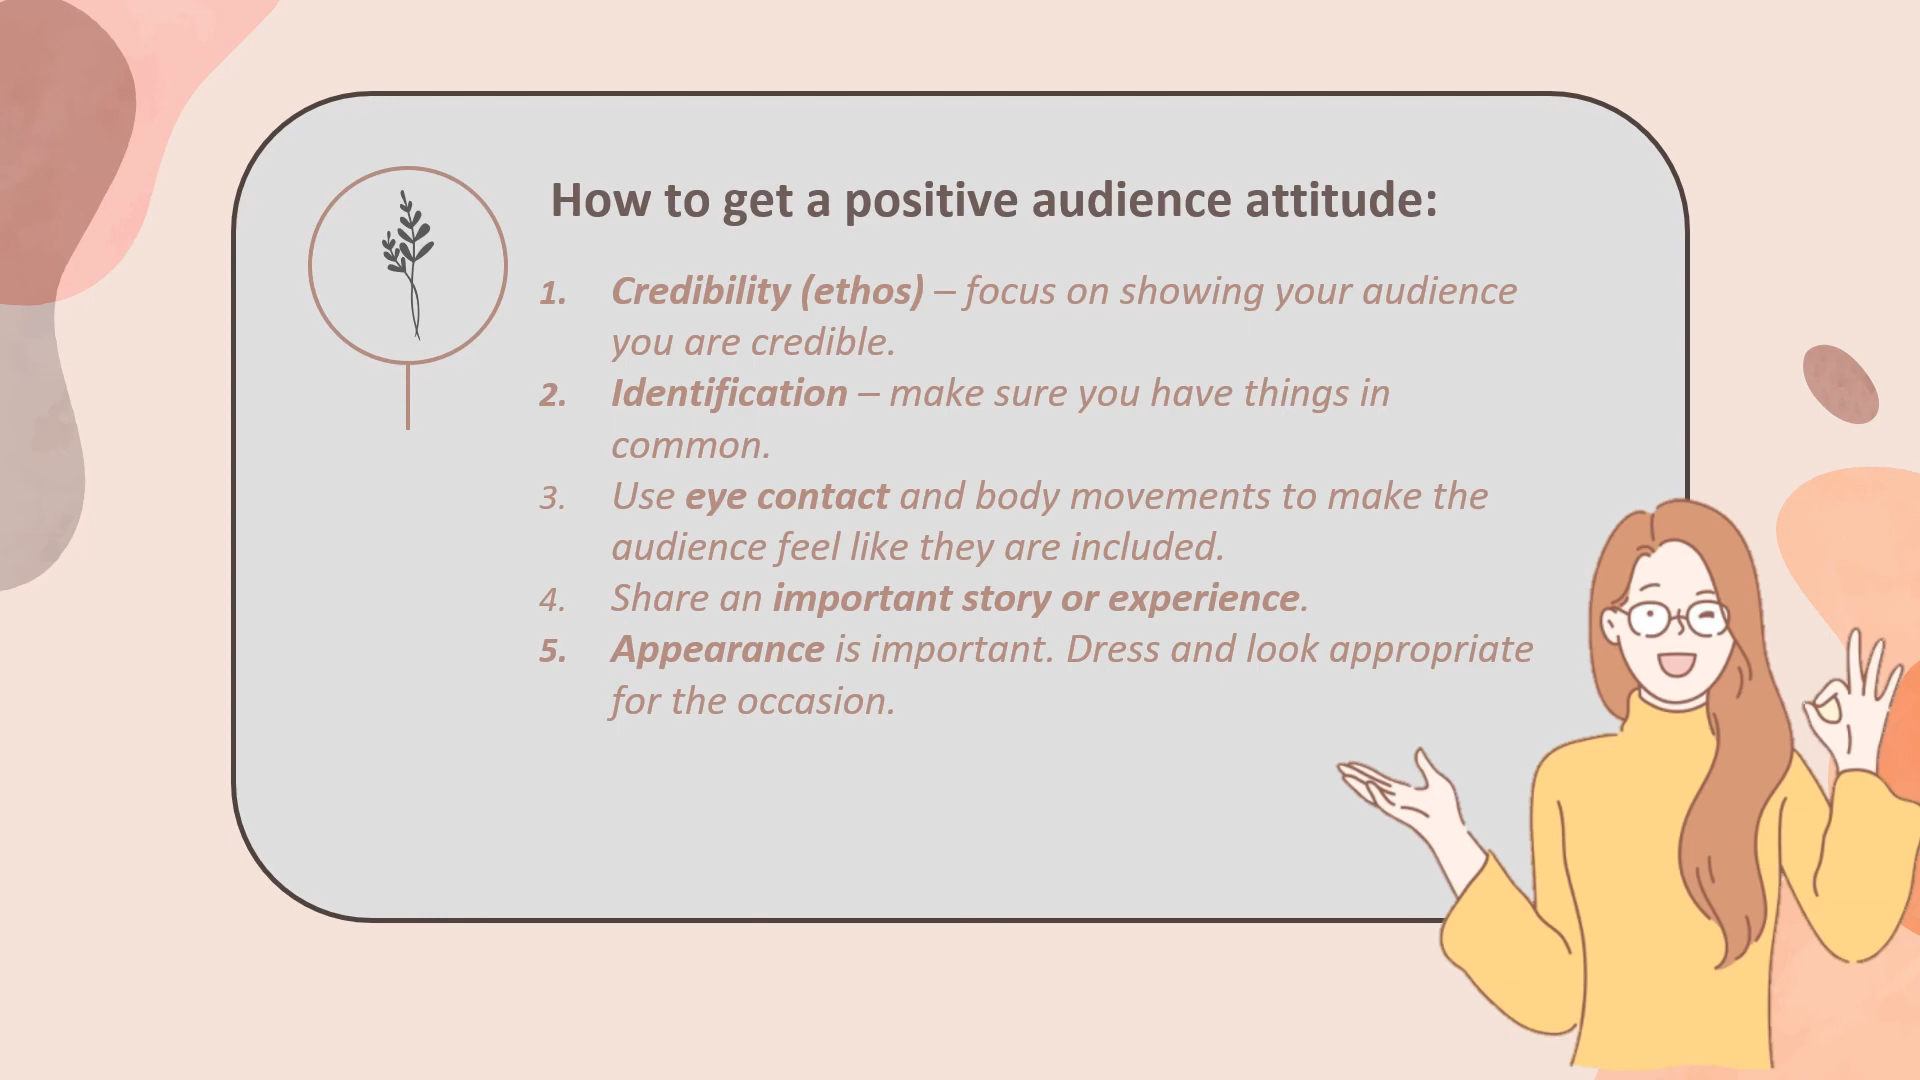 How to get a positive audience attitude:
1. Credibility (ethos) – focus on showing your audience
you are credible.
2. Identification – make sure you have things in
common.
3. Use eye contact and body movements to make the
audience feel like they are included.
4. Share an important story or experience.
5. Appearance is important. Dress and look appropriate
for the occasion.